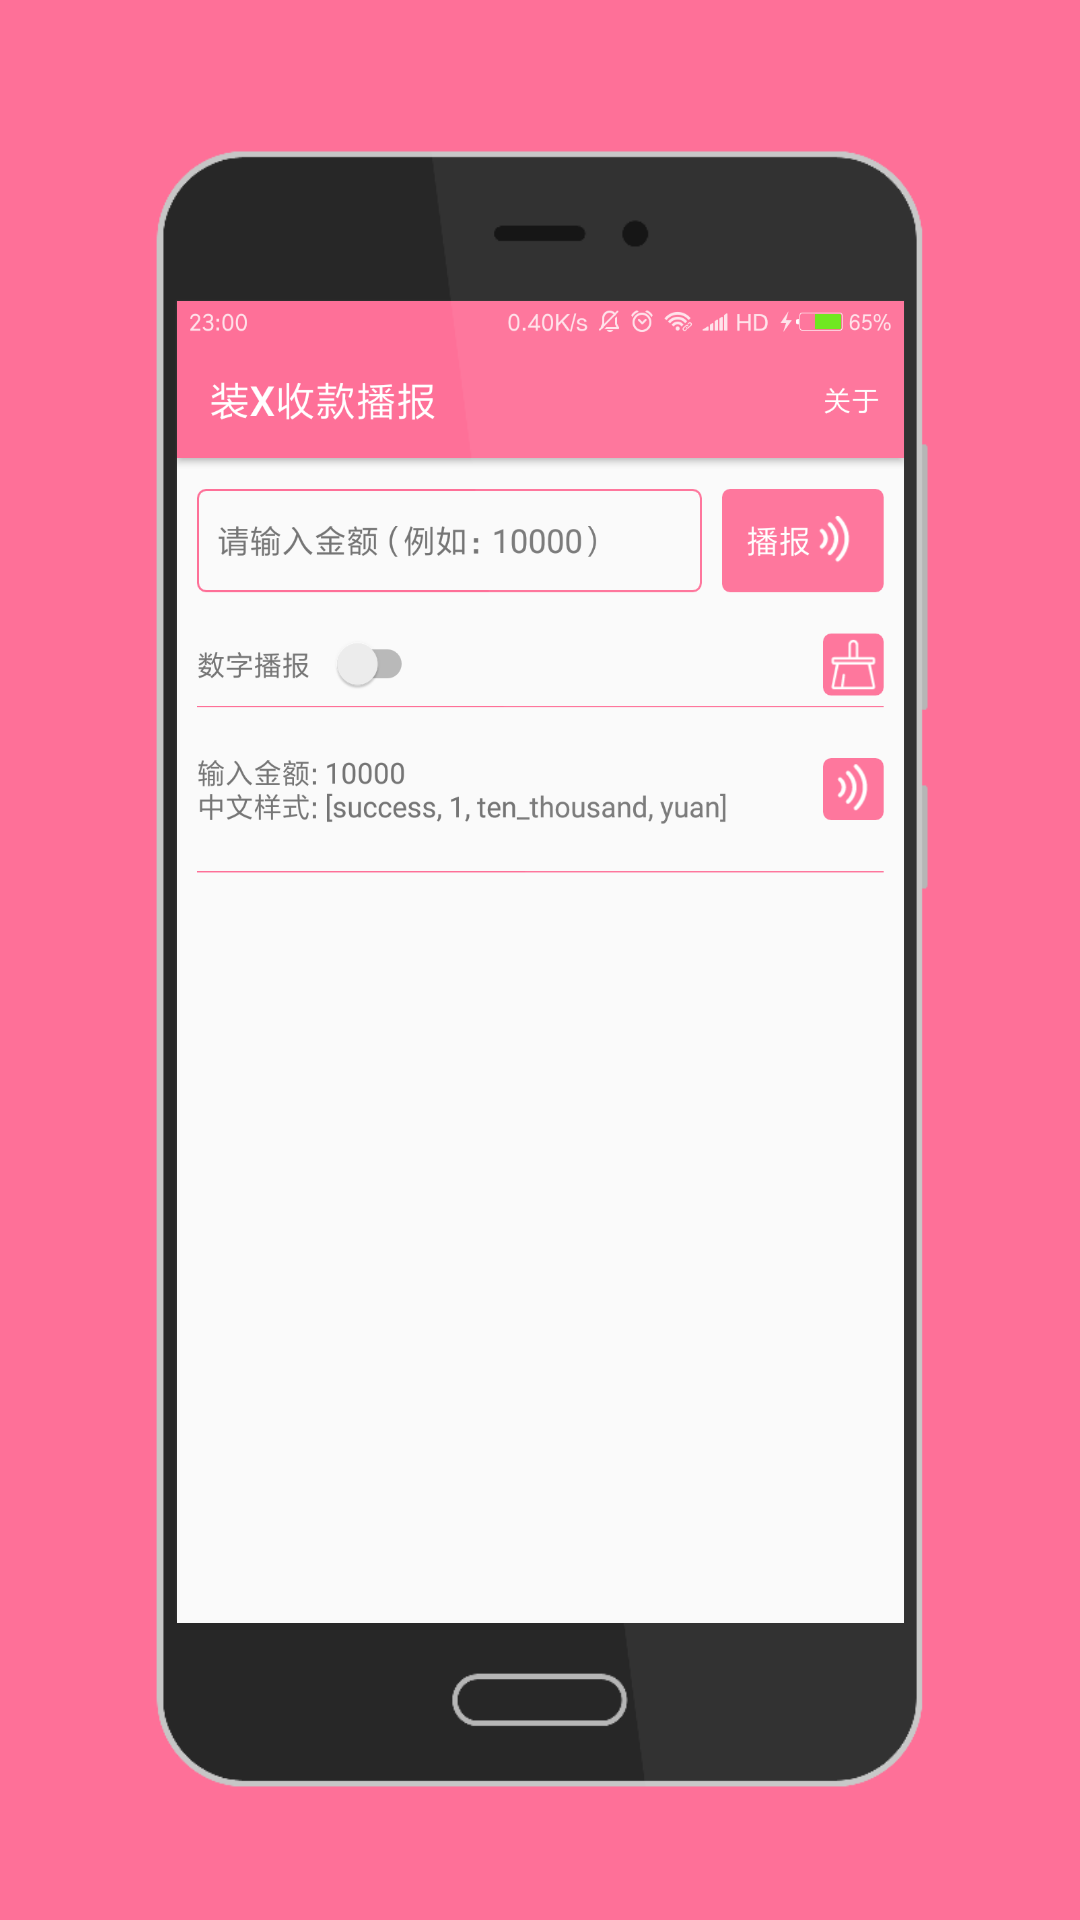 23:00 0.40K/s HD 65%
装X收款播报 关于
请输入金额（例如：10000） 播报
数字播报
输入金额: 10000
中文样式: [success, 1, ten_thousand, yuan]